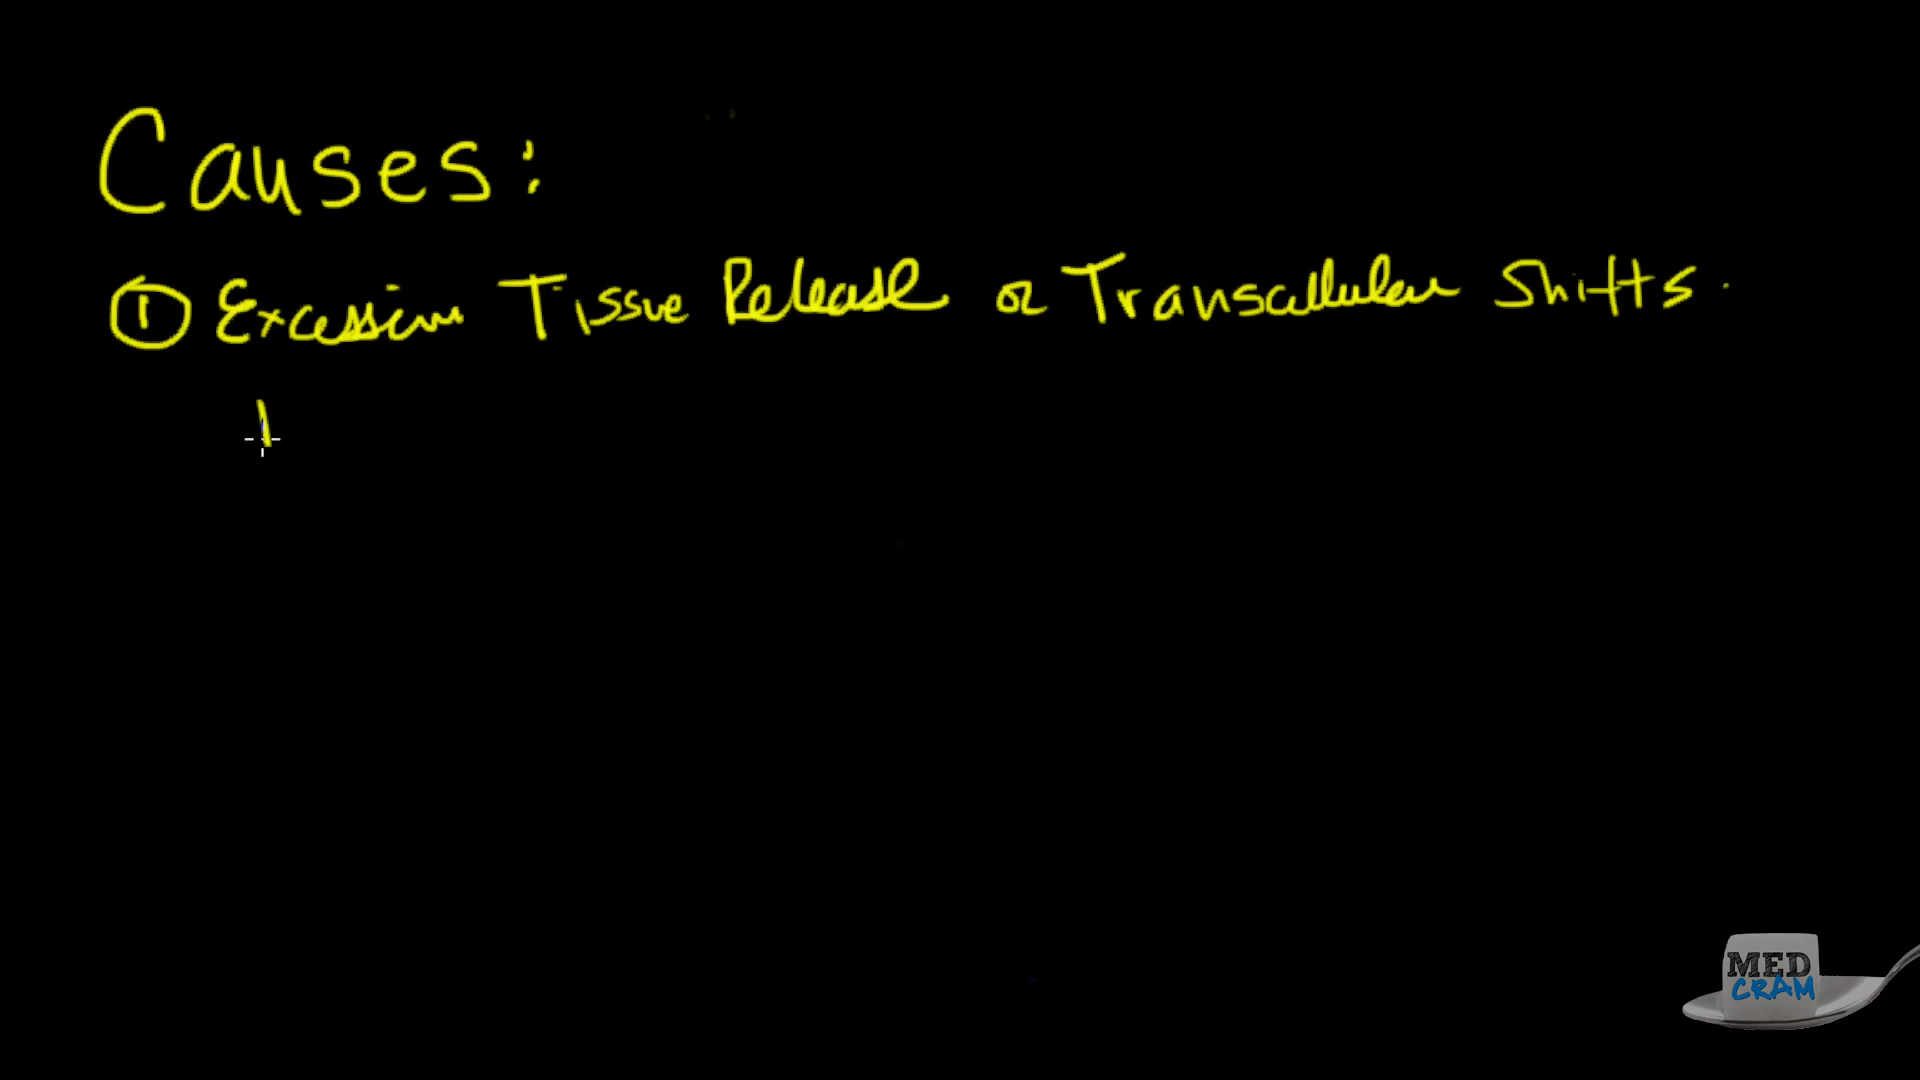 Causes:
① Excessive Tissue Release or Transcellular Shifts.
MED
CRAM